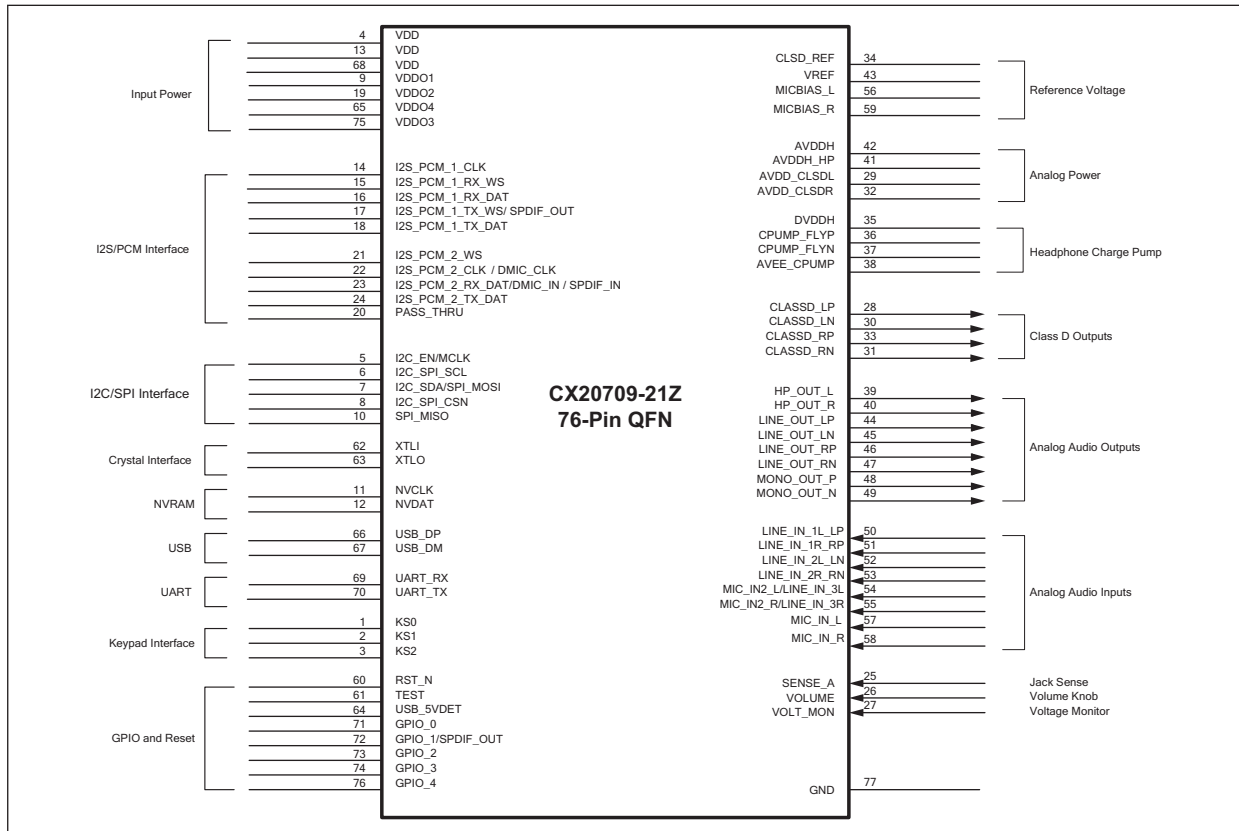 Input Power
4 VDD
13 VDD
68 VDD
9 VDDO1
19 VDDO2
65 VDDO4
75 VDDO3
I2S/PCM Interface
14 I2S_PCM_1_CLK
15 I2S_PCM_1_RX_WS
16 I2S_PCM_1_RX_DAT
17 I2S_PCM_1_TX_WS/ SPDIF_OUT
18 I2S_PCM_1_TX_DAT
21 I2S_PCM_2_WS
22 I2S_PCM_2_CLK / DMIC_CLK
23 I2S_PCM_2_RX_DAT/DMIC_IN / SPDIF_IN
24 I2S_PCM_2_TX_DAT
20 PASS_THRU
I2C/SPI Interface
5 I2C_EN/MCLK
6 I2C_SPI_SCL
7 I2C_SDA/SPI_MOSI
8 I2C_SPI_CSN
10 SPI_MISO
Crystal Interface
62 XTLI
63 XTLO
NVRAM
11 NVCLK
12 NVDAT
USB
66 USB_DP
67 USB_DM
UART
69 UART_RX
70 UART_TX
Keypad Interface
1 KS0
2 KS1
3 KS2
GPIO and Reset
60 RST_N
61 TEST
64 USB_5VDET
71 GPIO_0
72 GPIO_1/SPDIF_OUT
73 GPIO_2
74 GPIO_3
76 GPIO_4
CX20709-21Z
76-Pin QFN
CLSD_REF 34
VREF 43
MICBIAS_L 56
MICBIAS_R 59
Reference Voltage
AVDDH 42
AVDDH_HP 41
AVDD_CLSDL 29
AVDD_CLSDR 32
Analog Power
DVDDH 35
CPUMP_FLYP 36
CPUMP_FLYN 37
AVEE_CPUMP 38
Headphone Charge Pump
CLASSD_LP 28
CLASSD_LN 30
CLASSD_RP 33
CLASSD_RN 31
Class D Outputs
HP_OUT_L 39
HP_OUT_R 40
LINE_OUT_LP 44
LINE_OUT_LN 45
LINE_OUT_RP 46
LINE_OUT_RN 47
MONO_OUT_P 48
MONO_OUT_N 49
Analog Audio Outputs
LINE_IN_1L_LP 50
LINE_IN_1R_RP 51
LINE_IN_2L_LN 52
LINE_IN_2R_RN 53
MIC_IN2_L/LINE_IN_3L 54
MIC_IN2_R/LINE_IN_3R 55
MIC_IN_L 57
MIC_IN_R 58
Analog Audio Inputs
SENSE_A 25 Jack Sense
VOLUME 26 Volume Knob
VOLT_MON 27 Voltage Monitor
GND 77